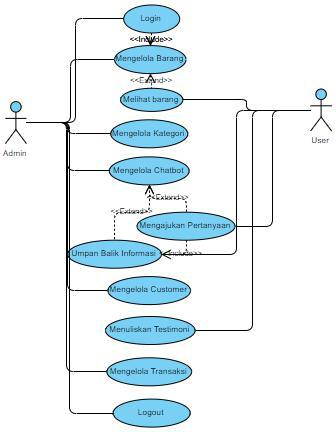 Login
<<Include>>
Mengelola Barang
<<Extend>>
Melihat barang
Admin
User
Mengelola Kategori
Mengelola Chatbot
<<Extend>>
<<Extend>>
Mengajukan Pertanyaan
Umpan Balik Informasi
<<Include>>
Mengelola Customer
Menuliskan Testimoni
Mengelola Transaksi
Logout